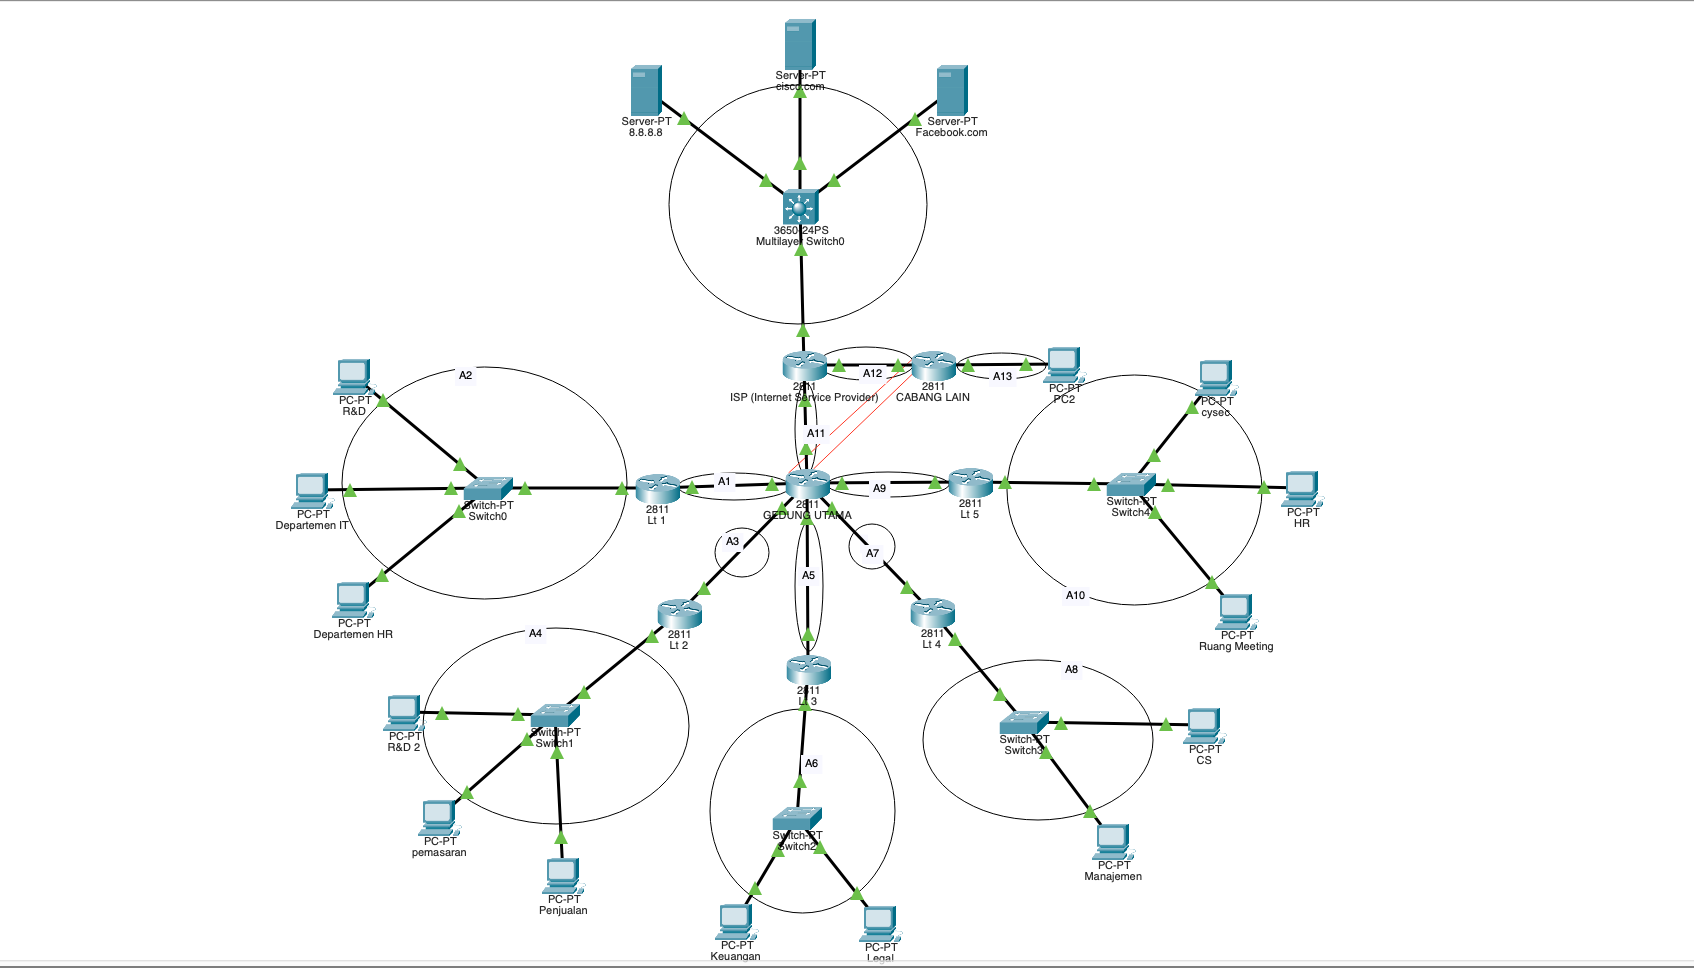 Server-PT
cisco.com
Server-PT
8.8.8.8
Server-PT
Facebook.com
3650-24PS
Multilayer Switch0
2811
ISP (Internet Service Provider)
A12
2811
CABANG LAIN
A13
PC-PT
PC2
A11
A2
PC-PT
R&D
PC-PT
Departemen IT
PC-PT
Departemen HR
Switch-PT
Switch0
2811
Lt 1
A1
2811
GEDUNG UTAMA
A9
2811
Lt 5
Switch-PT
Switch4
PC-PT
cysec
PC-PT
HR
PC-PT
Ruang Meeting
A10
A3
A5
A7
2811
Lt 2
A4
PC-PT
R&D 2
Switch-PT
Switch1
PC-PT
pemasaran
PC-PT
Penjualan
2811
Lt 3
A6
Switch-PT
Switch2
PC-PT
Keuangan
PC-PT
Legal
2811
Lt 4
A8
Switch-PT
Switch3
PC-PT
CS
PC-PT
Manajemen